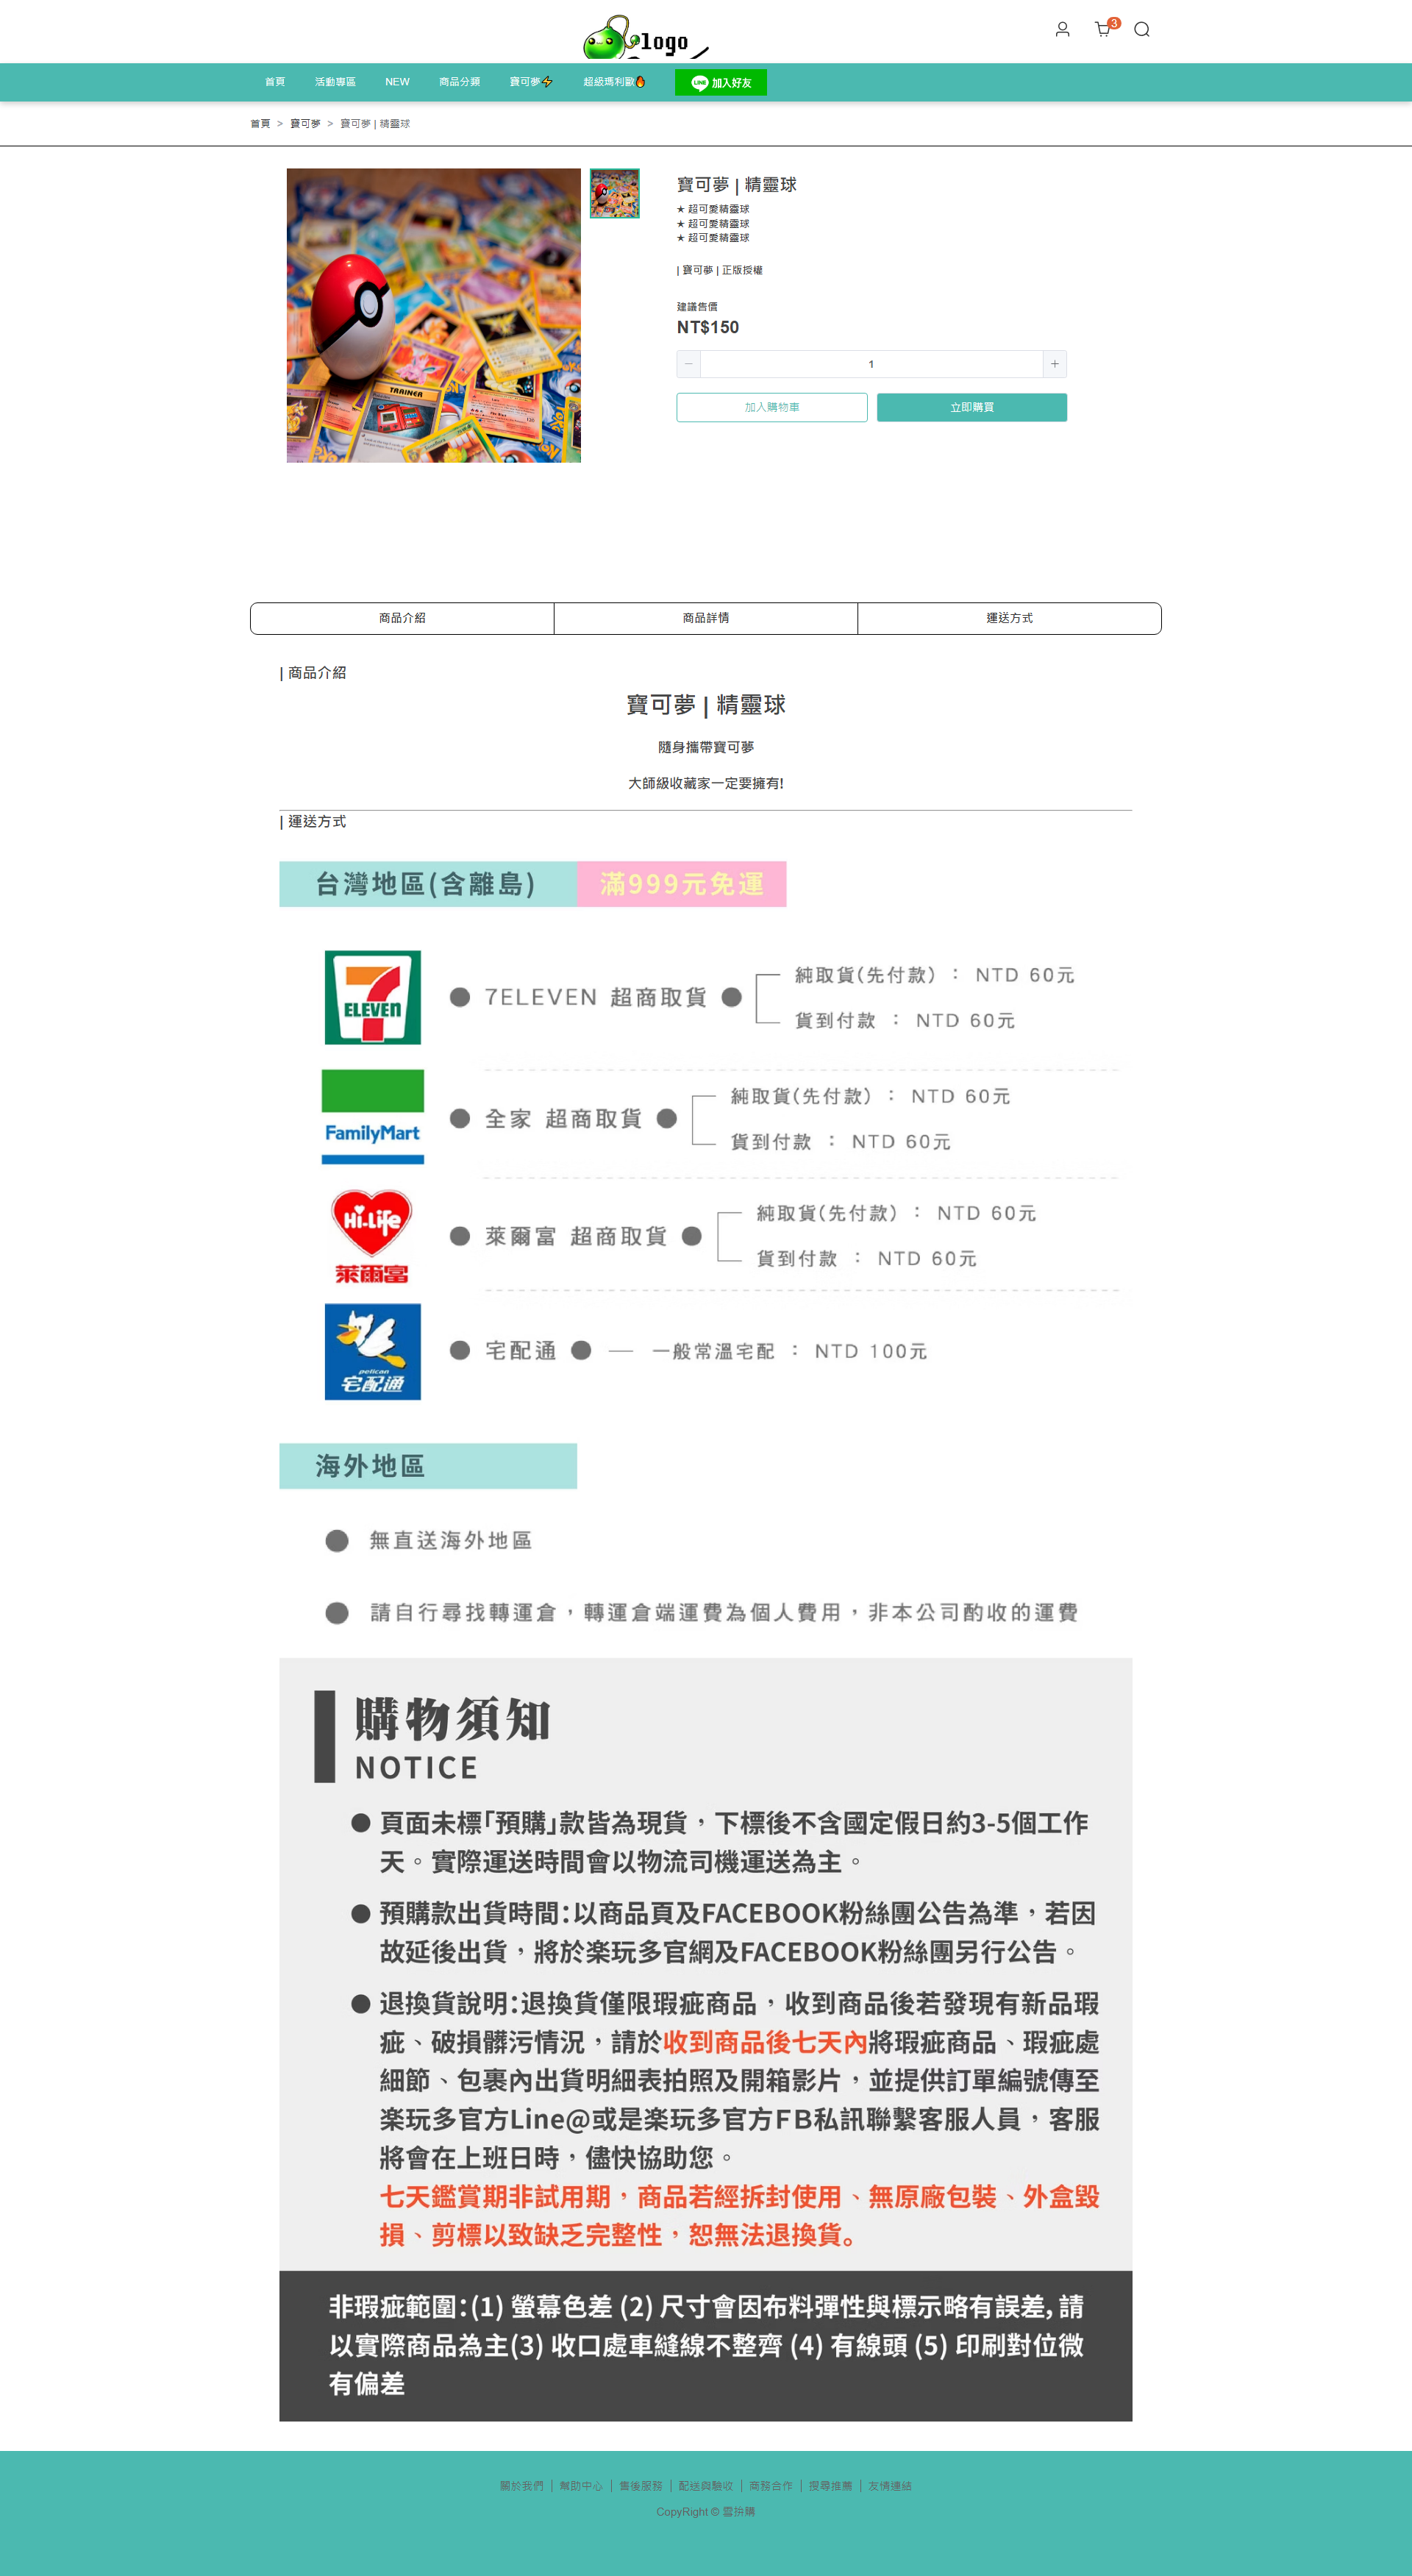 logo
3
首頁 活動專區 NEW 商品分類 寶可夢⚡ 超級瑪利歐🔥 LINE 加入好友
首頁 > 寶可夢 > 寶可夢 | 精靈球
寶可夢 | 精靈球
★ 超可愛精靈球
★ 超可愛精靈球
★ 超可愛精靈球
| 寶可夢 | 正版授權
建議售價
NT$150
1
加入購物車 立即購買
TRAINER
商品介紹 商品詳情 運送方式
| 商品介紹
寶可夢 | 精靈球
隨身攜帶寶可夢
大師級收藏家一定要擁有!
| 運送方式
台灣地區(含離島) 滿999元免運
7 ELEVEN
● 7ELEVEN 超商取貨 ●
純取貨(先付款) : NTD 60元
貨到付款 : NTD 60元
FamilyMart
● 全家 超商取貨 ●
純取貨(先付款) : NTD 60元
貨到付款 : NTD 60元
Hi-Life
萊爾富
● 萊爾富 超商取貨 ●
純取貨(先付款) : NTD 60元
貨到付款 : NTD 60元
pelican
宅配通
● 宅配通 ● — 一般常溫宅配 : NTD 100元
海外地區
● 無直送海外地區
● 請自行尋找轉運倉，轉運倉端運費為個人費用，非本公司酌收的運費
購物須知
NOTICE
● 頁面未標「預購」款皆為現貨，下標後不含國定假日約3-5個工作
天。實際運送時間會以物流司機運送為主。
● 預購款出貨時間：以商品頁及FACEBOOK粉絲團公告為準，若因
故延後出貨，將於楽玩多官網及FACEBOOK粉絲團另行公告。
● 退換貨說明：退換貨僅限瑕疵商品，收到商品後若發現有新品瑕
疵、破損髒污情況，請於收到商品後七天內將瑕疵商品、瑕疵處
細節、包裹內出貨明細表拍照及開箱影片，並提供訂單編號傳至
楽玩多官方Line@或是楽玩多官方FB私訊聯繫客服人員，客服
將會在上班日時，儘快協助您。
七天鑑賞期非試用期，商品若經拆封使用、無原廠包裝、外盒毀
損、剪標以致缺乏完整性，恕無法退換貨。
非瑕疵範圍：(1) 螢幕色差 (2) 尺寸會因布料彈性與標示略有誤差，請
以實際商品為主(3) 收口處車縫線不整齊 (4) 有線頭 (5) 印刷對位微
有偏差
關於我們 | 幫助中心 | 售後服務 | 配送與驗收 | 商務合作 | 搜尋推薦 | 友情連結
CopyRight © 雲拚購